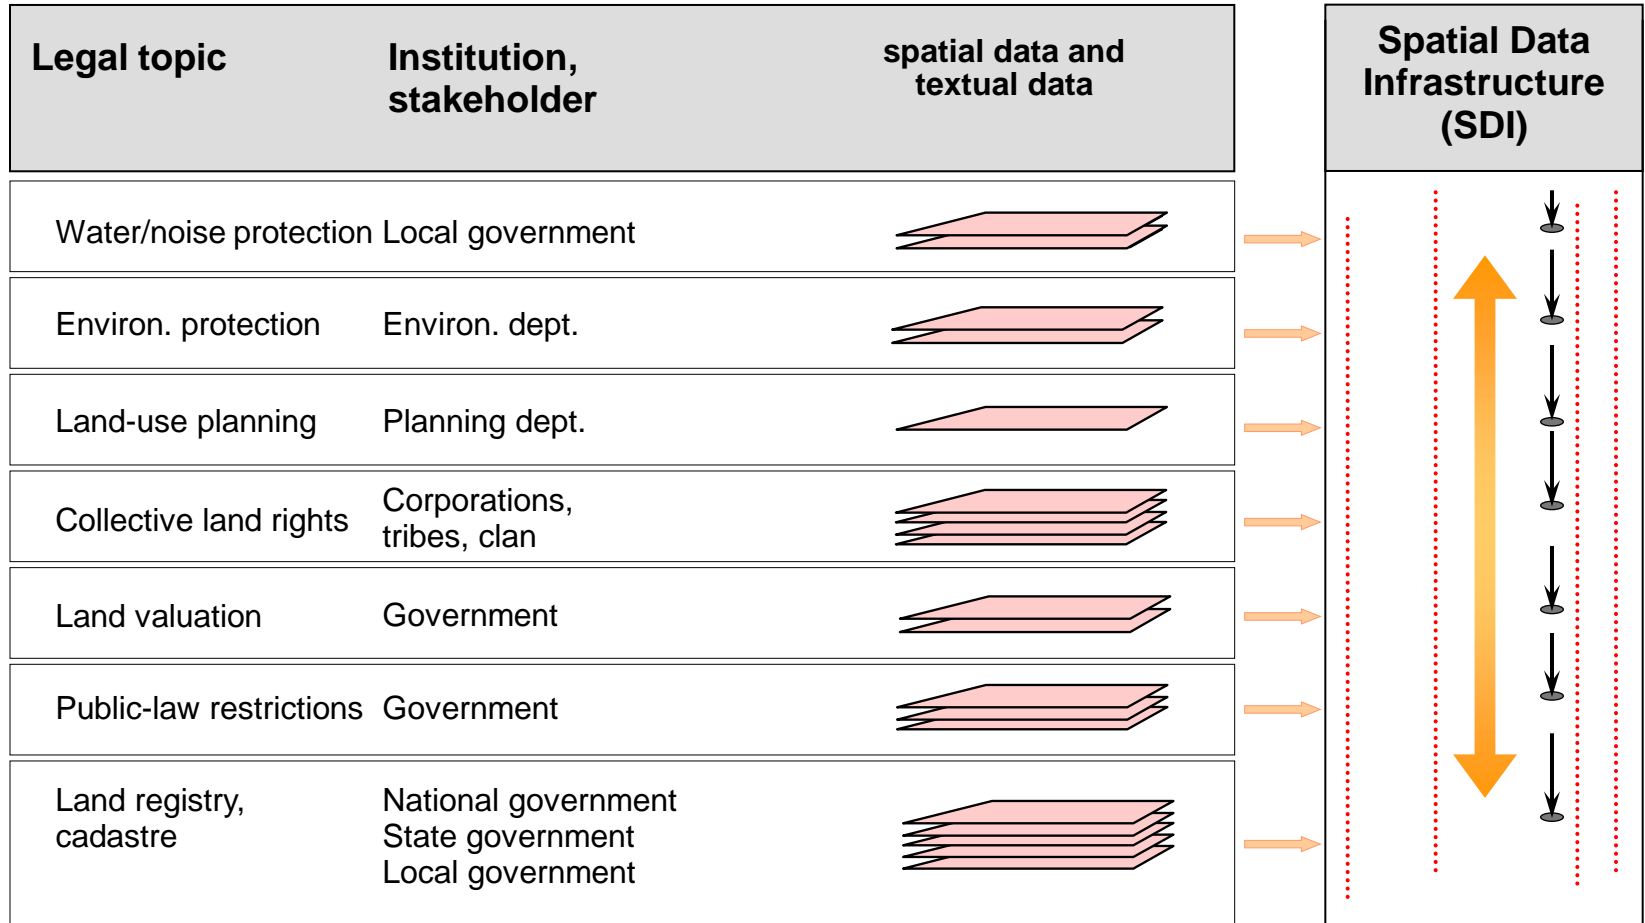 Legal topic
Institution,
stakeholder
spatial data and
textual data
Spatial Data
Infrastructure
(SDI)
Water/noise protection Local government
Environ. protection Environ. dept.
Land-use planning Planning dept.
Collective land rights
Corporations,
tribes, clan
Land valuation Government
Public-law restrictions Government
Land registry,
cadastre
National government
State government
Local government